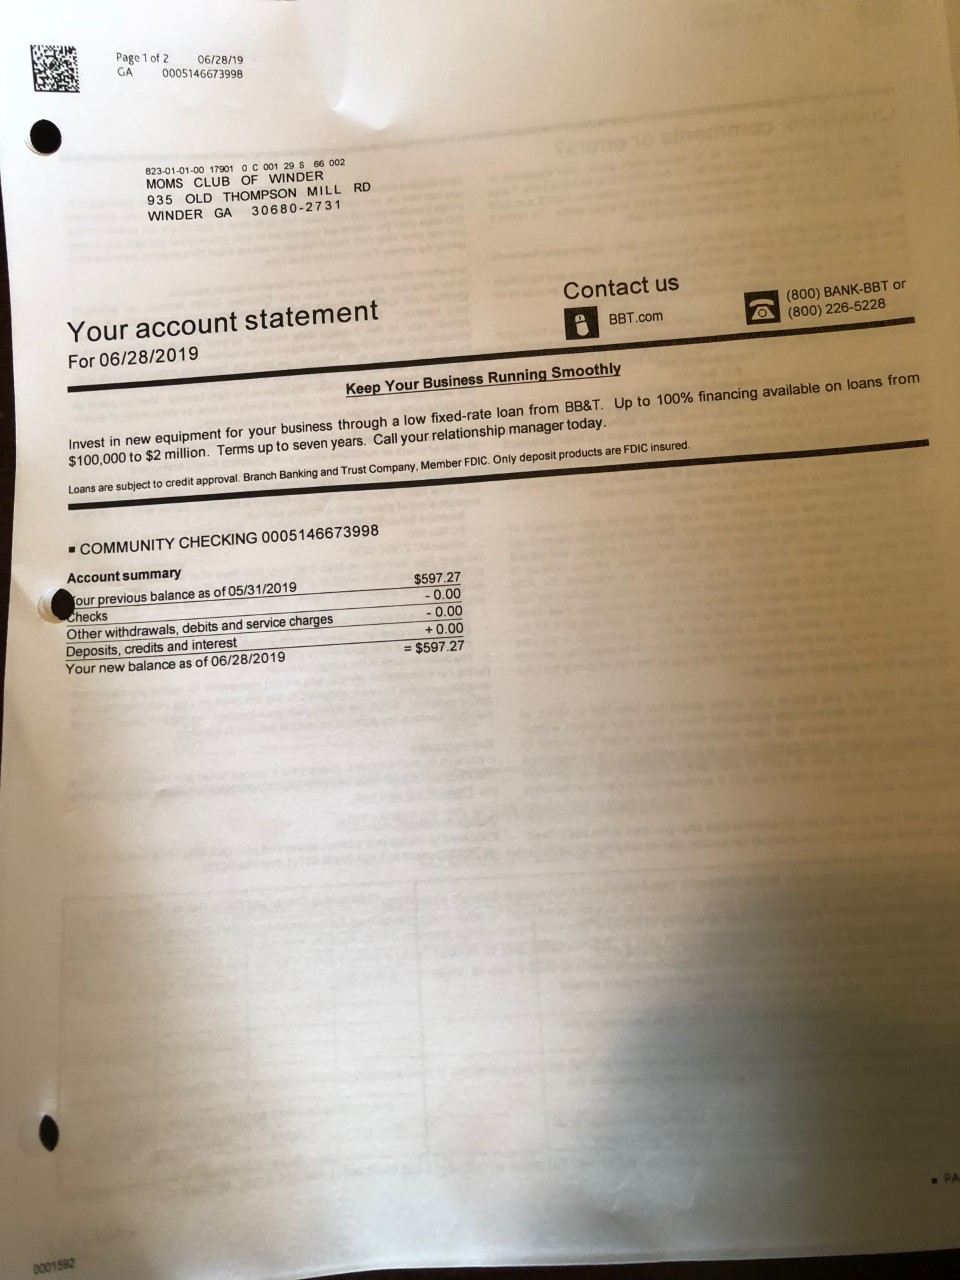 Page 1 of 2 06/28/19
GA 0005146673998
823-01-01-00 17901 0 C 001 29 S 66 002
MOMS CLUB OF WINDER
935 OLD THOMPSON MILL RD
WINDER GA 30680-2731
Your account statement
For 06/28/2019
Contact us
BBT.com
(800) BANK-BBT or
(800) 226-5228
Keep Your Business Running Smoothly
Invest in new equipment for your business through a low fixed-rate loan from BB&T. Up to 100% financing available on loans from
$100,000 to $2 million. Terms up to seven years. Call your relationship manager today.
Loans are subject to credit approval. Branch Banking and Trust Company, Member FDIC. Only deposit products are FDIC insured.
▪ COMMUNITY CHECKING 0005146673998
Account summary
our previous balance as of 05/31/2019 $597.27
Checks - 0.00
Other withdrawals, debits and service charges - 0.00
Deposits, credits and interest + 0.00
Your new balance as of 06/28/2019 = $597.27
▪ PA
0001592